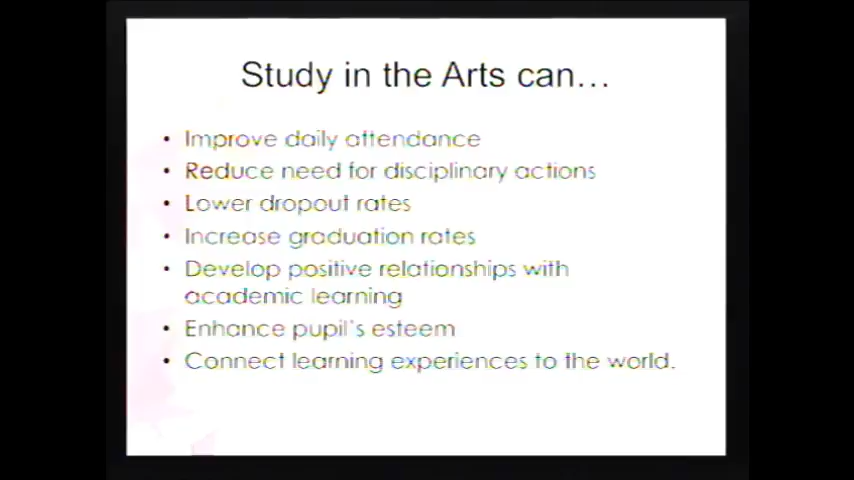 Study in the Arts can...
• Improve daily attendance
• Reduce need for disciplinary actions
• Lower dropout rates
• Increase graduation rates
• Develop positive relationships with
academic learning
• Enhance pupil's esteem
• Connect learning experiences to the world.